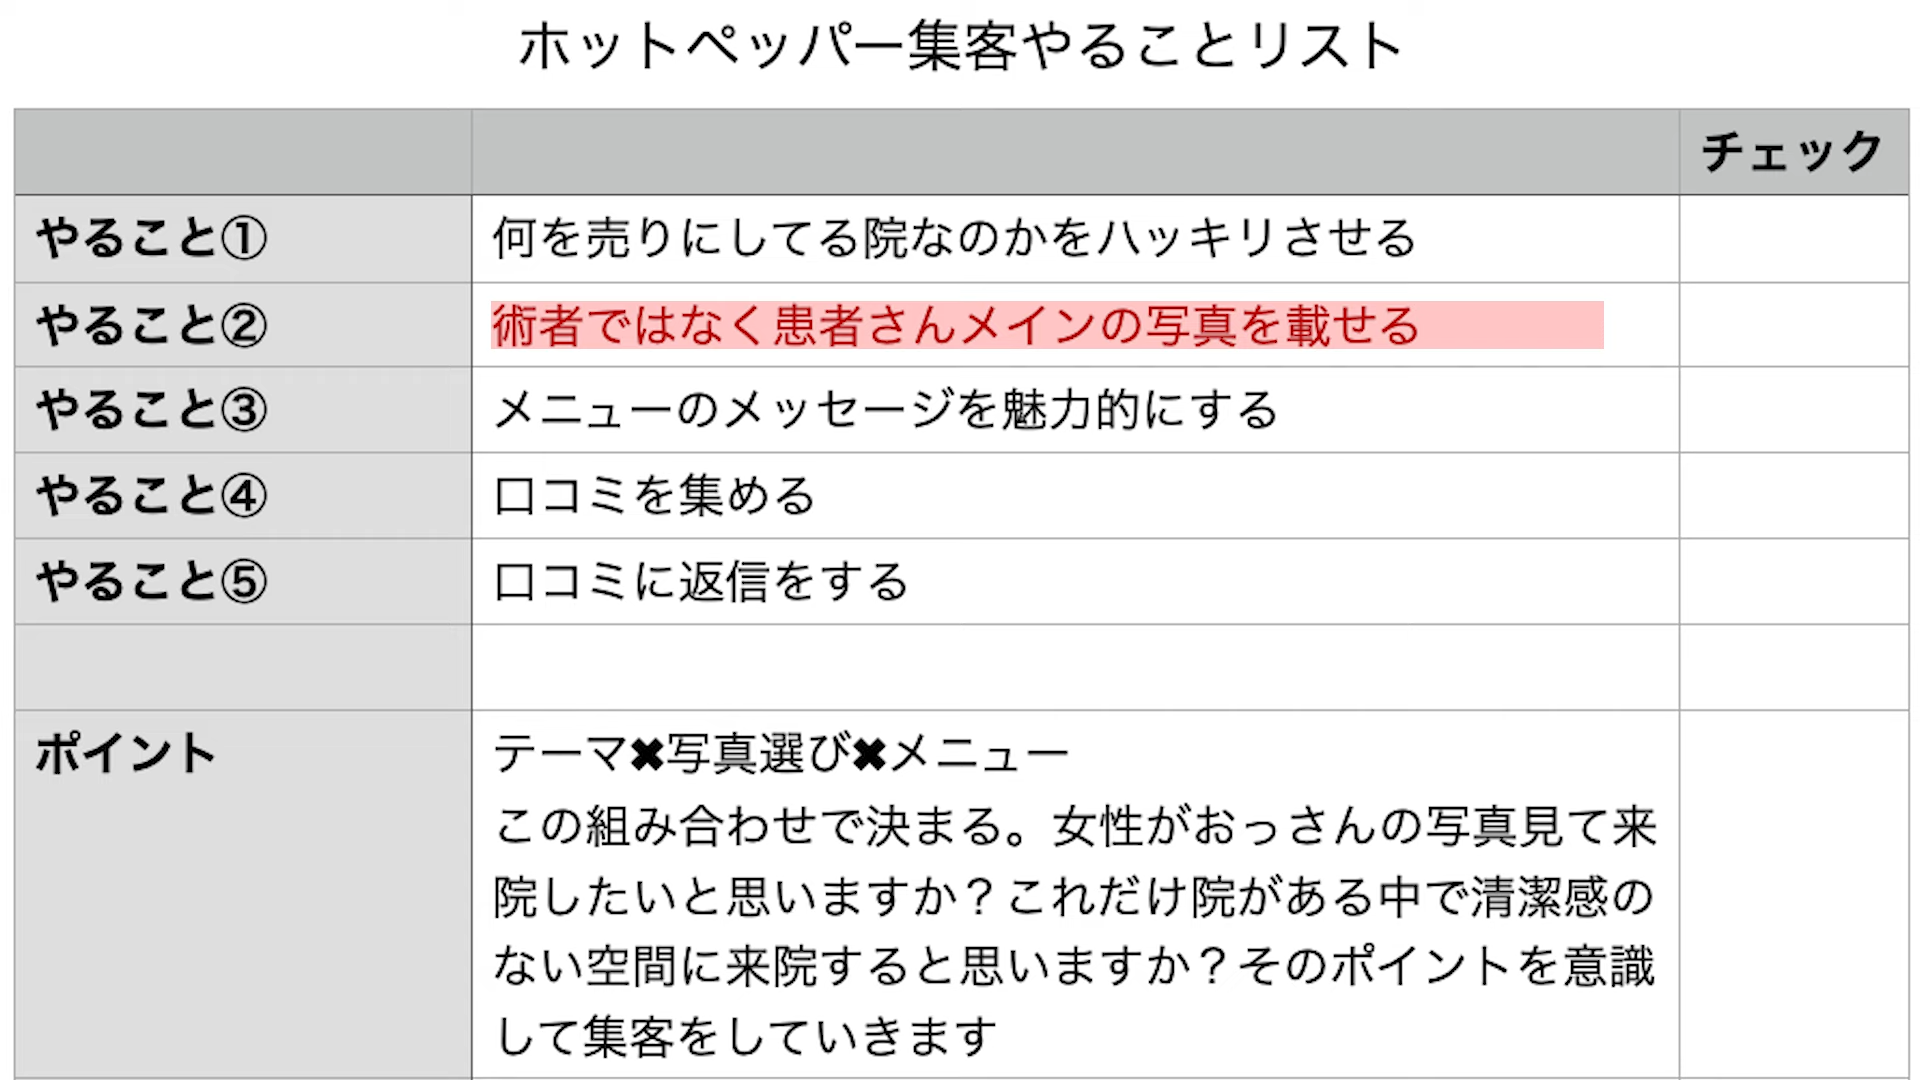 ホットペッパー集客やることリスト
チェック
やること①
何を売りにしてる院なのかをハッキリさせる
やること②
術者ではなく患者さんメインの写真を載せる
やること③
メニューのメッセージを魅力的にする
やること④
口コミを集める
やること⑤
口コミに返信をする
ポイント
テーマ✖写真選び✖メニュー
この組み合わせで決まる。女性がおっさんの写真見て来
院したいと思いますか？これだけ院がある中で清潔感の
ない空間に来院すると思いますか？そのポイントを意識
して集客をしていきます